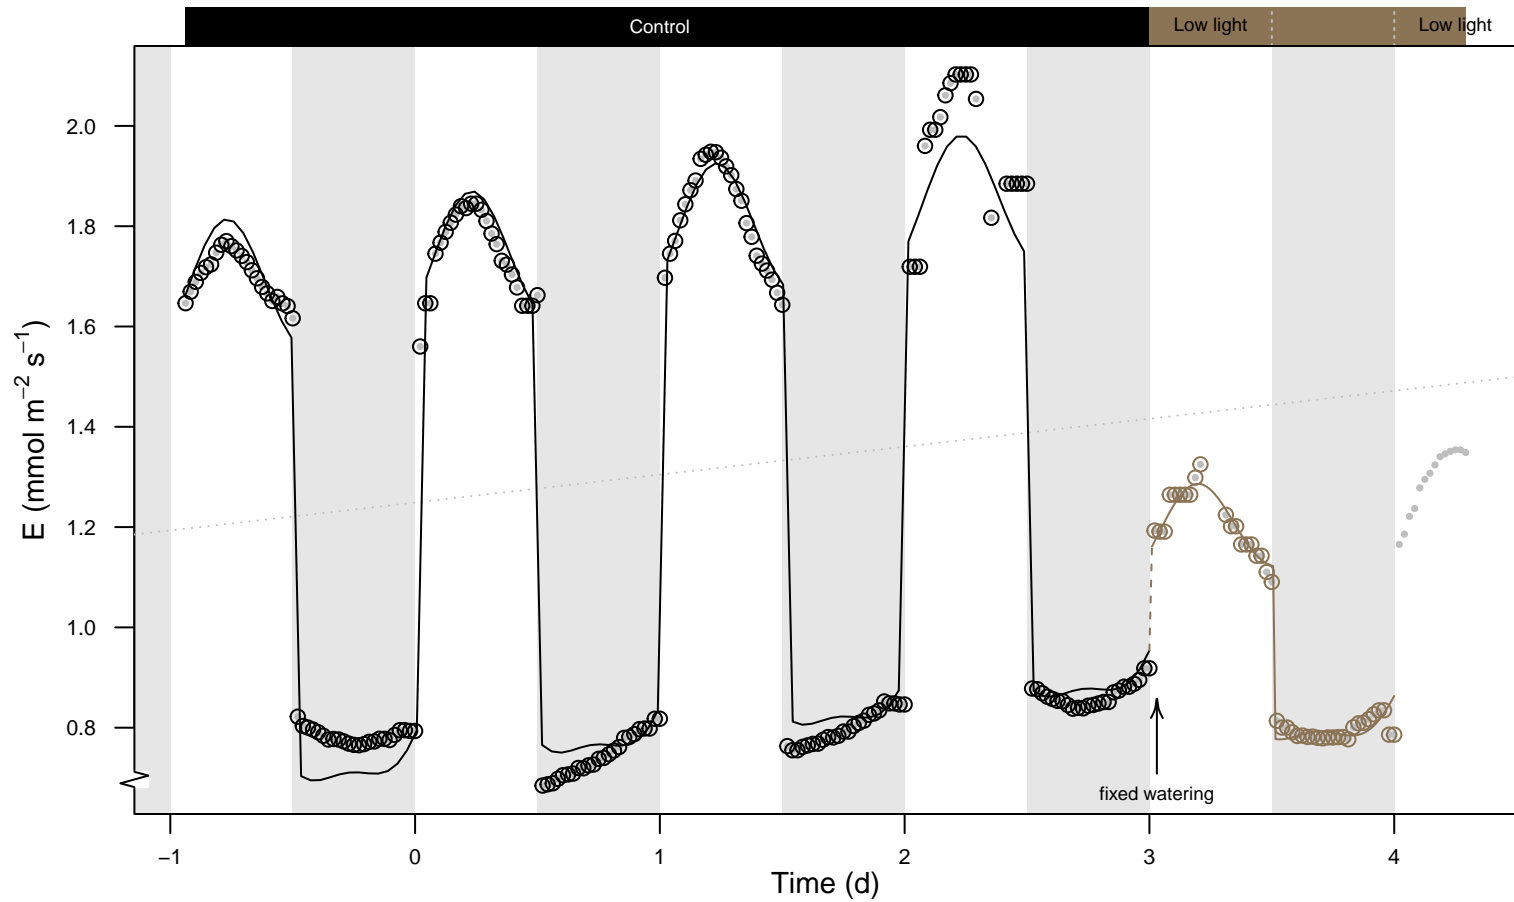 Control
Low light
Low light
2.0
1.8
1.6
1.4
1.2
1.0
0.8
E (mmol m⁻² s⁻¹)
fixed watering
−1
0
1
2
3
4
Time (d)